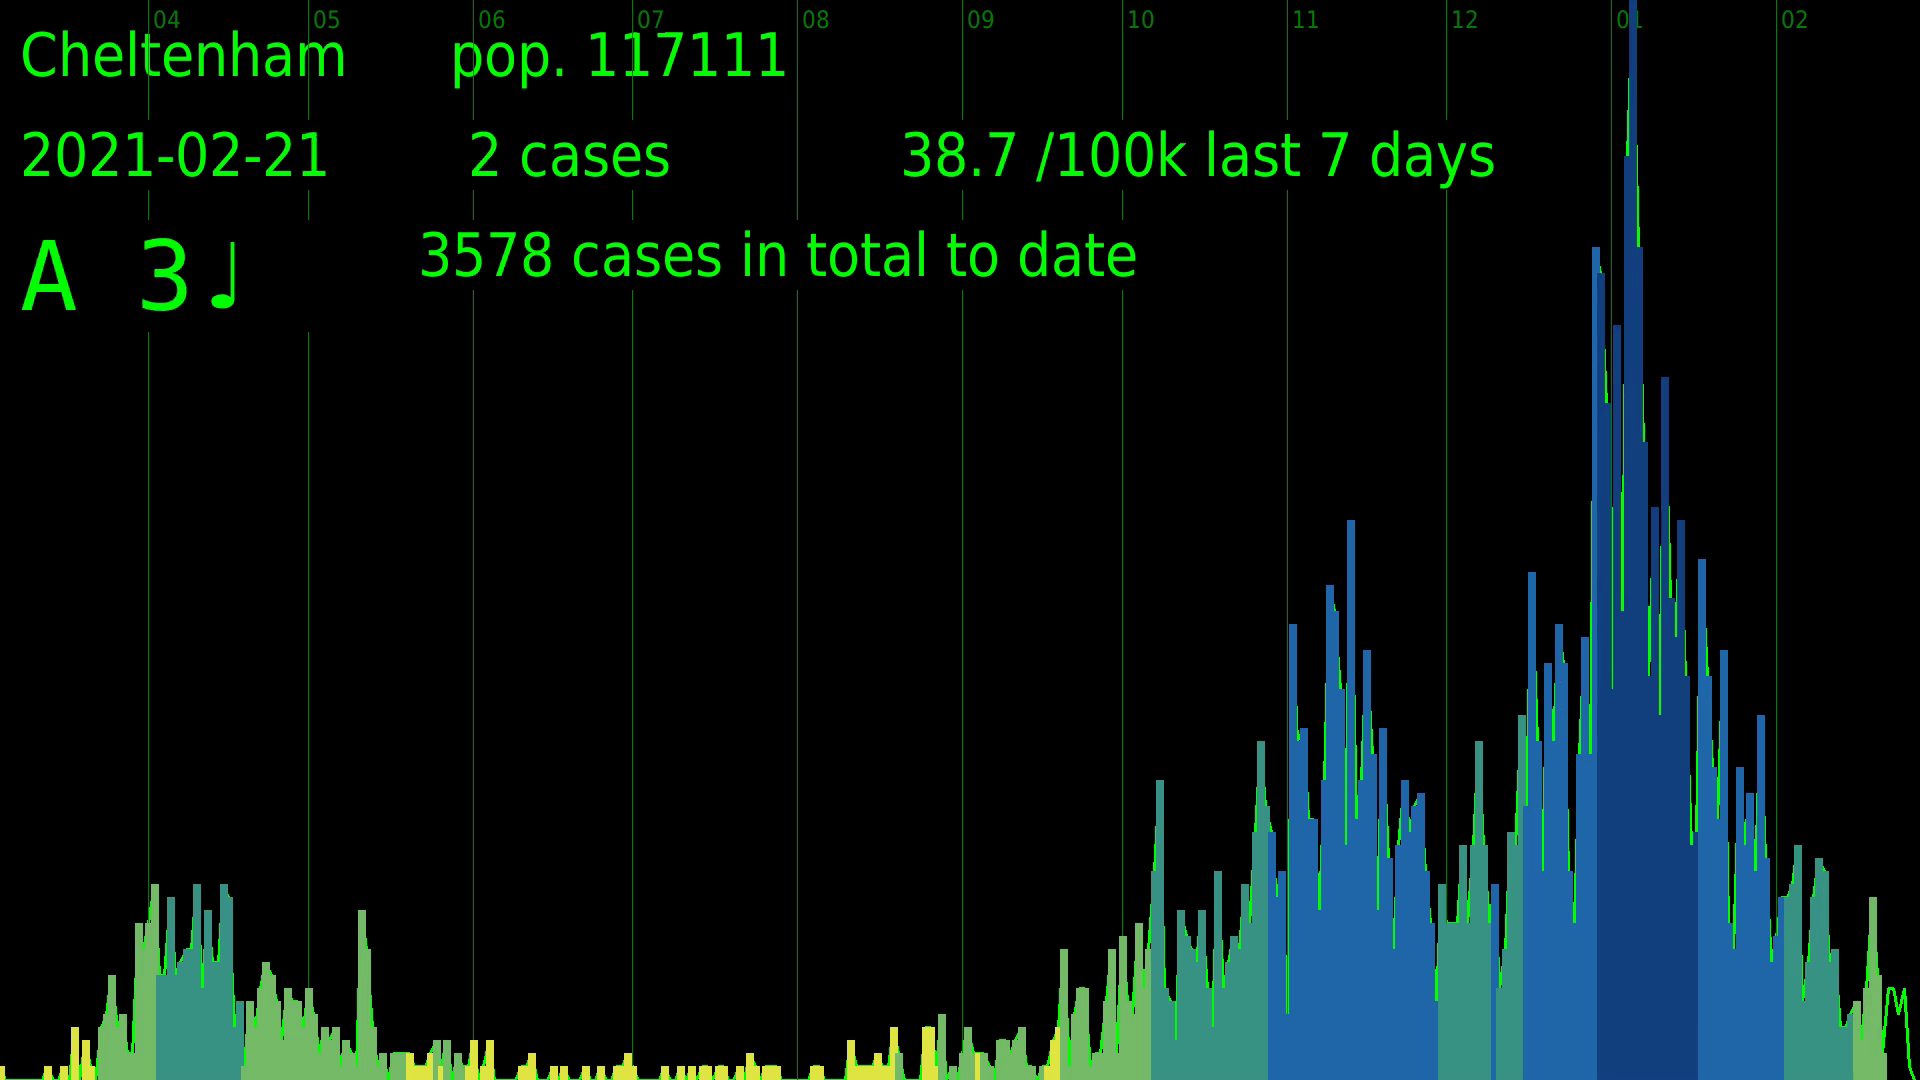 04 05 06 07 08 09 10 11 12 01 02
Cheltenham pop. 117111
2021-02-21 2 cases 38.7 /100k last 7 days
A 3♩ 3578 cases in total to date